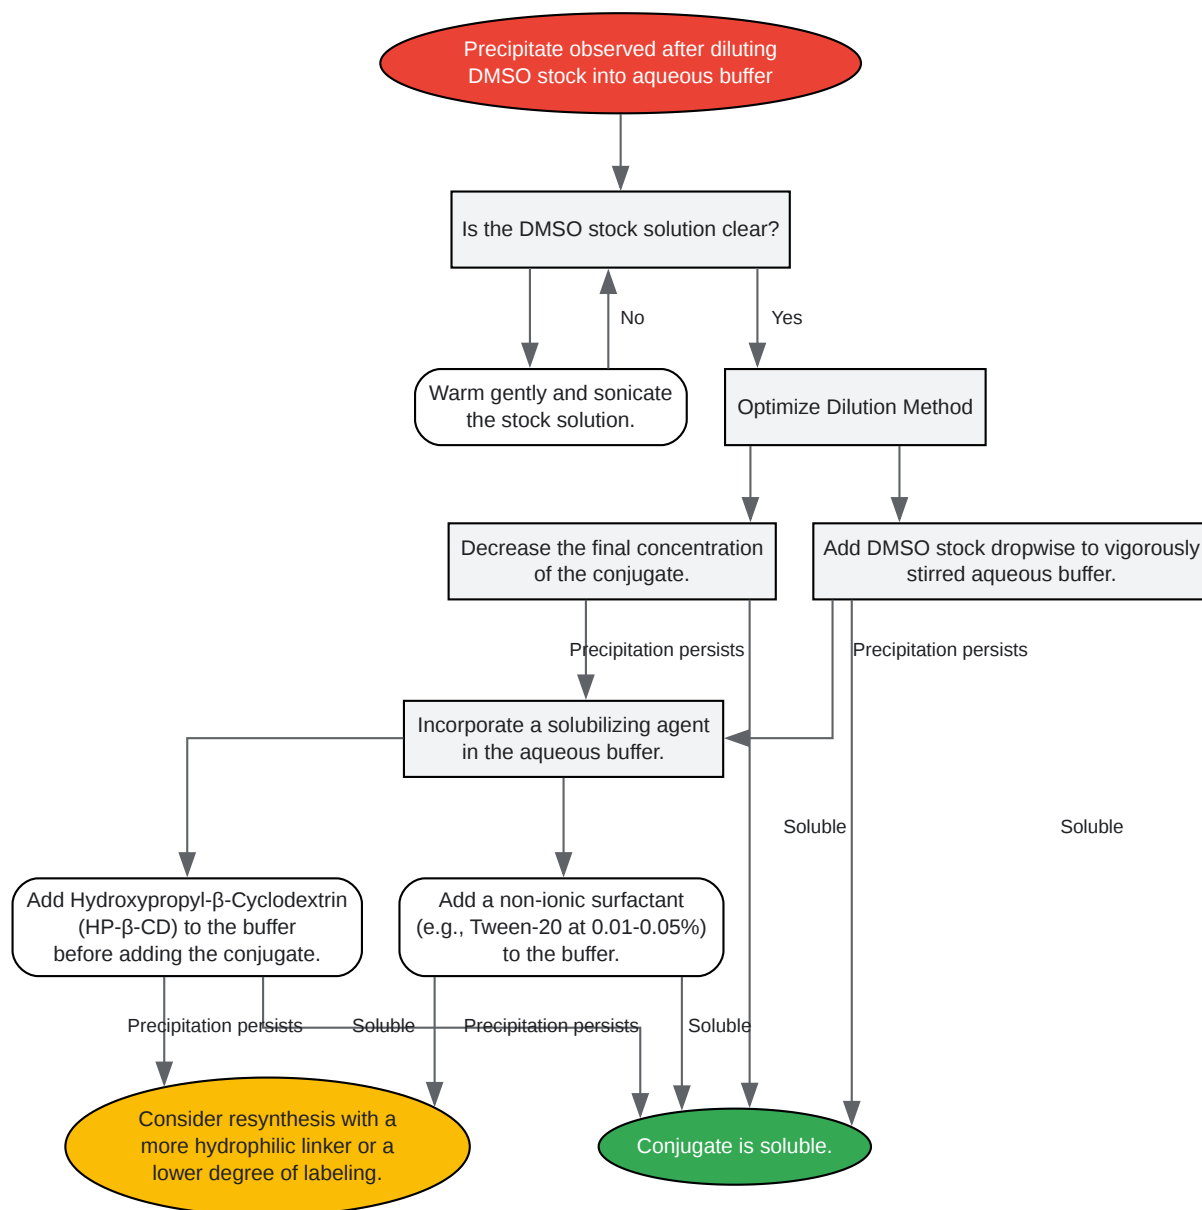 Precipitate observed after diluting
DMSO stock into aqueous buffer
Is the DMSO stock solution clear?
No
Yes
Warm gently and sonicate
the stock solution.
Optimize Dilution Method
Decrease the final concentration
of the conjugate.
Add DMSO stock dropwise to vigorously
stirred aqueous buffer.
Precipitation persists
Precipitation persists
Incorporate a solubilizing agent
in the aqueous buffer.
Soluble
Soluble
Add Hydroxypropyl-β-Cyclodextrin
(HP-β-CD) to the buffer
before adding the conjugate.
Add a non-ionic surfactant
(e.g., Tween-20 at 0.01-0.05%)
to the buffer.
Precipitation persists
Soluble
Precipitation persists
Soluble
Consider resynthesis with a
more hydrophilic linker or a
lower degree of labeling.
Conjugate is soluble.